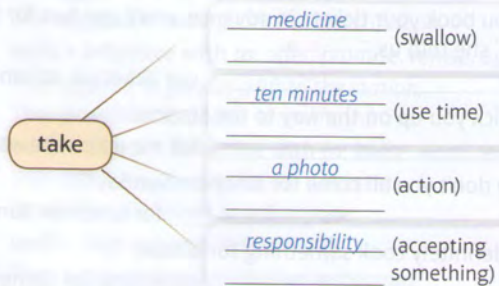 medicine
(swallow)
ten minutes
(use time)
take
a photo
(action)
responsibility
(accepting
something)